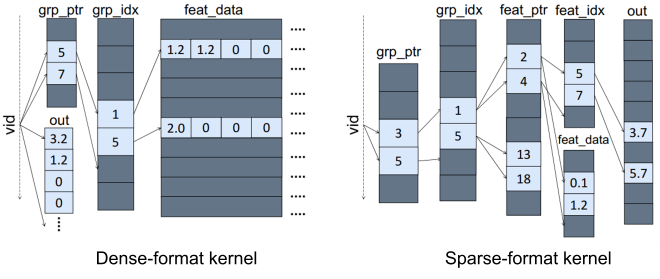 grp_ptr grp_idx feat_data
5
7
1
5
1.2 1.2 0 0 ....
....
....
....
2.0 0 0 0 ....
....
....
....
vid
out
3.2
1.2
0
0
....
Dense-format kernel
grp_ptr grp_idx feat_ptr feat_idx out
vid
3
5
1
5
2
4
13
18
5
7
feat_data
0.1
1.2
3.7
5.7
Sparse-format kernel